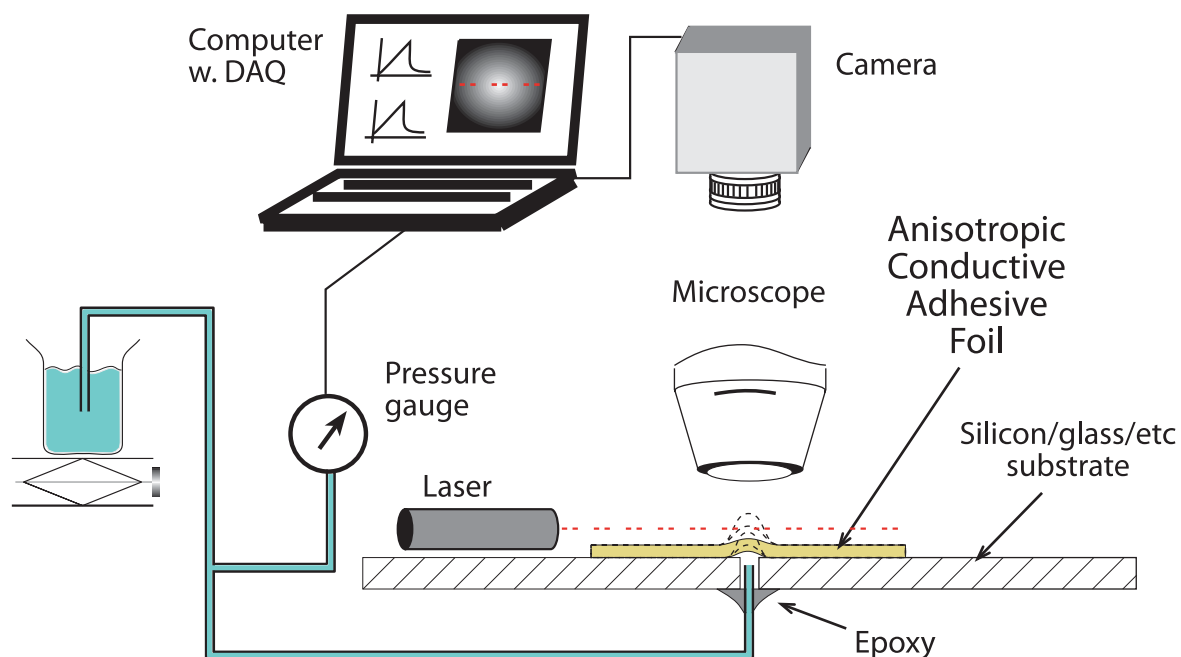 Computer
w. DAQ
Camera
Anisotropic
Conductive
Adhesive
Foil
Microscope
Pressure
gauge
Silicon/glass/etc
substrate
Laser
Epoxy